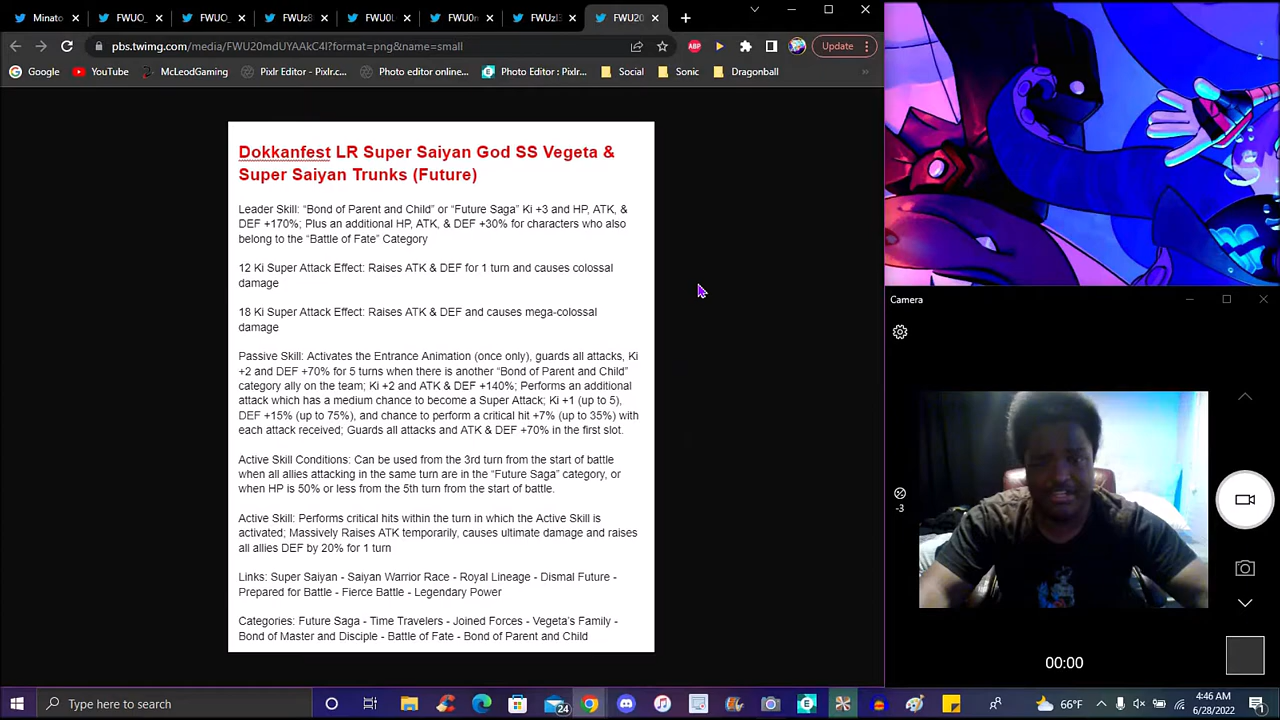 Minato
FWUO_
FWUO_
FWUz8
FWU0L
FWU0n
FWUzl3
FWU20
pbs.twimg.com/media/FWU20mdUYAAkC4I?format=png&name=small
ABP
Update
Google
YouTube
McLeodGaming
Pixlr Editor - Pixlr.c...
Photo editor online...
Photo Editor : Pixlr...
Social
Sonic
Dragonball
»
Dokkanfest LR Super Saiyan God SS Vegeta &
Super Saiyan Trunks (Future)
Leader Skill: “Bond of Parent and Child” or “Future Saga” Ki +3 and HP, ATK, &
DEF +170%; Plus an additional HP, ATK, & DEF +30% for characters who also
belong to the “Battle of Fate” Category
12 Ki Super Attack Effect: Raises ATK & DEF for 1 turn and causes colossal
damage
18 Ki Super Attack Effect: Raises ATK & DEF and causes mega-colossal
damage
Passive Skill: Activates the Entrance Animation (once only), guards all attacks, Ki
+2 and DEF +70% for 5 turns when there is another “Bond of Parent and Child”
category ally on the team; Ki +2 and ATK & DEF +140%; Performs an additional
attack which has a medium chance to become a Super Attack; Ki +1 (up to 5),
DEF +15% (up to 75%), and chance to perform a critical hit +7% (up to 35%) with
each attack received; Guards all attacks and ATK & DEF +70% in the first slot.
Active Skill Conditions: Can be used from the 3rd turn from the start of battle
when all allies attacking in the same turn are in the “Future Saga” category, or
when HP is 50% or less from the 5th turn from the start of battle.
Active Skill: Performs critical hits within the turn in which the Active Skill is
activated; Massively Raises ATK temporarily, causes ultimate damage and raises
all allies DEF by 20% for 1 turn
Links: Super Saiyan - Saiyan Warrior Race - Royal Lineage - Dismal Future -
Prepared for Battle - Fierce Battle - Legendary Power
Categories: Future Saga - Time Travelers - Joined Forces - Vegeta’s Family -
Bond of Master and Disciple - Battle of Fate - Bond of Parent and Child
Camera
-3
00:00
Type here to search
24
66°F
4:46 AM
6/28/2022